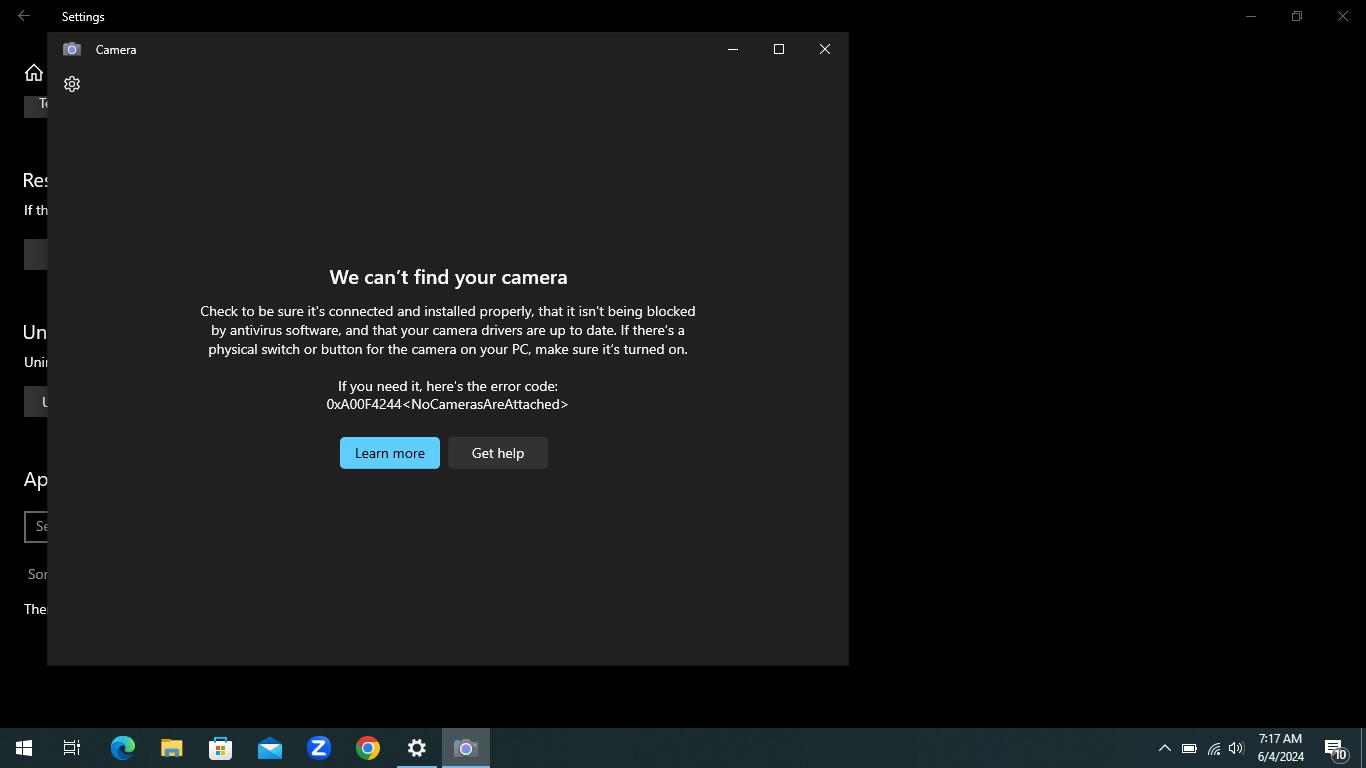 Settings
Camera
Te
Res
If th
We can't find your camera
Check to be sure it's connected and installed properly, that it isn't being blocked
by antivirus software, and that your camera drivers are up to date. If there's a
physical switch or button for the camera on your PC, make sure it's turned on.
Un
Unin
If you need it, here's the error code:
0xA00F4244<NoCamerasAreAttached>
Learn more
Get help
Ap
Se
Sor
The
Z
7:17 AM
6/4/2024
10